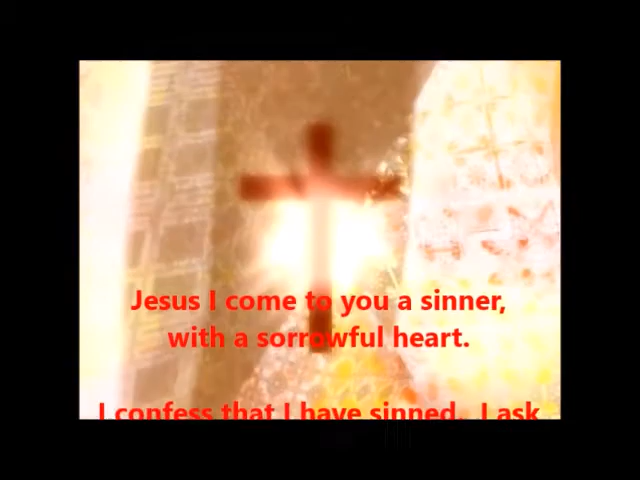 Jesus I come to you a sinner,
with a sorrowful heart.
I confess that I have sinned.  I ask